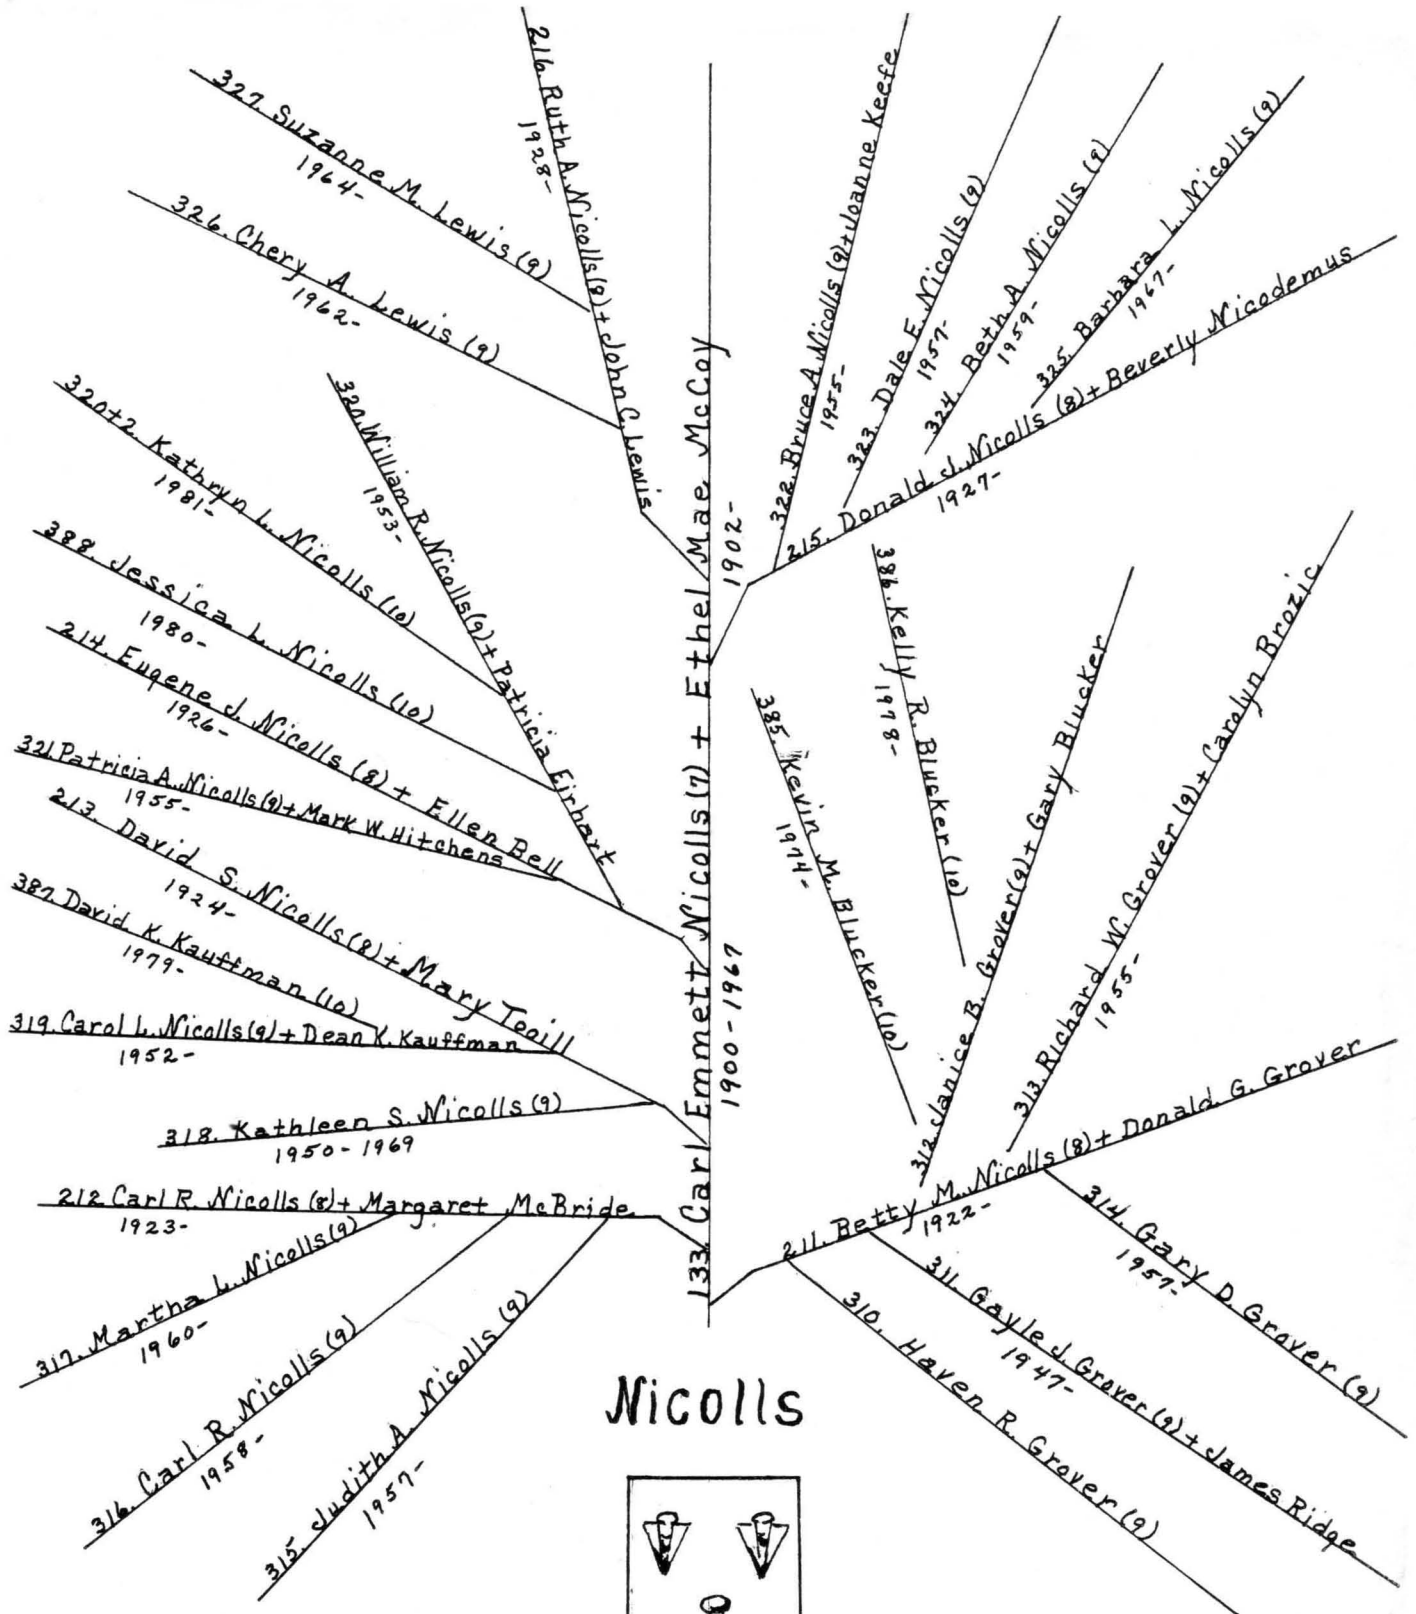 327. Suzanne M. Lewis (9)
1964-
326. Chery A. Lewis (9)
1962-
216. Ruth A. Nicolls (8) + John C. Lewis
1928-
322. Bruce A. Nicolls (9) + Joanne Keefe
1955-
323. Dale E. Nicolls (9)
1957-
324. Beth A. Nicolls (9)
1959-
325. Barbara L. Nicolls (9)
1967-
215. Donald J. Nicolls (8) + Beverly Nicodemus
1927-
320+2. Kathryn L. Nicolls (10)
1981-
320. William R. Nicolls (9) + Patricia Eirhart
1953-
388. Jessica L. Nicolls (10)
1980-
214. Eugene J. Nicolls (8) + Ellen Bell
1926-
321. Patricia A. Nicolls (9) + Mark W. Hitchens
1955-
213. David S. Nicolls (8) + Mary Tooill
1924-
387. David K. Kauffman (10)
1979-
319. Carol L. Nicolls (9) + Dean K. Kauffman
1952-
318. Kathleen S. Nicolls (9)
1950-1969
212 Carl R. Nicolls (8) + Margaret McBride
1923-
317. Martha L. Nicolls (9)
1960-
316. Carl R. Nicolls (9)
1958-
315. Judith A. Nicolls (9)
1957-
133. Carl Emmett Nicolls (7) + Ethel Mae McCoy
1900-1967
1902-
386. Kelly R. Blucker (10)
1978-
385. Kevin M. Blucker (10)
1974-
312. Janice B. Grover (9) + Gary Blucker
313. Richard W. Grover (9) + Carolyn Brozic
1955-
211. Betty M. Nicolls (8) + Donald G. Grover
1922-
314. Gary D. Grover (9)
1957-
311. Gayle J. Grover (9) + James Ridge
1947-
310. Haven R. Grover (9)
Nicolls